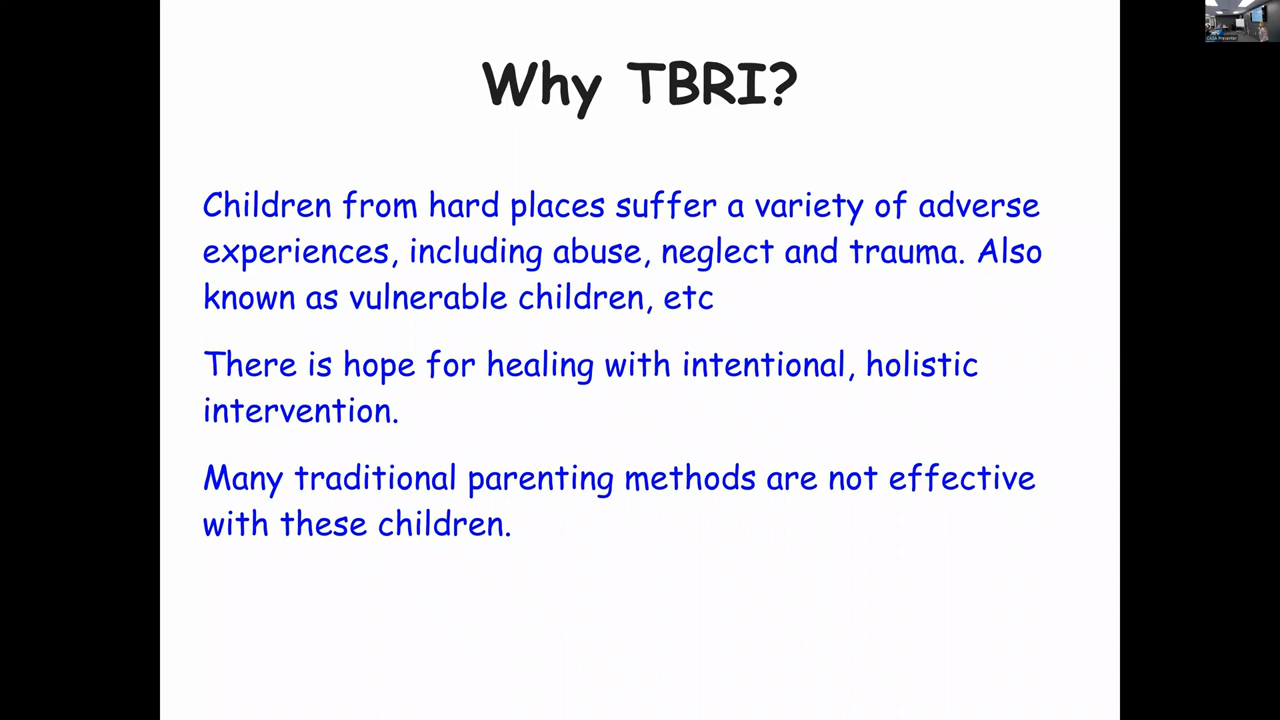 Why TBRI?
Children from hard places suffer a variety of adverse
experiences, including abuse, neglect and trauma. Also
known as vulnerable children, etc
There is hope for healing with intentional, holistic
intervention.
Many traditional parenting methods are not effective
with these children.
CASA Presenter